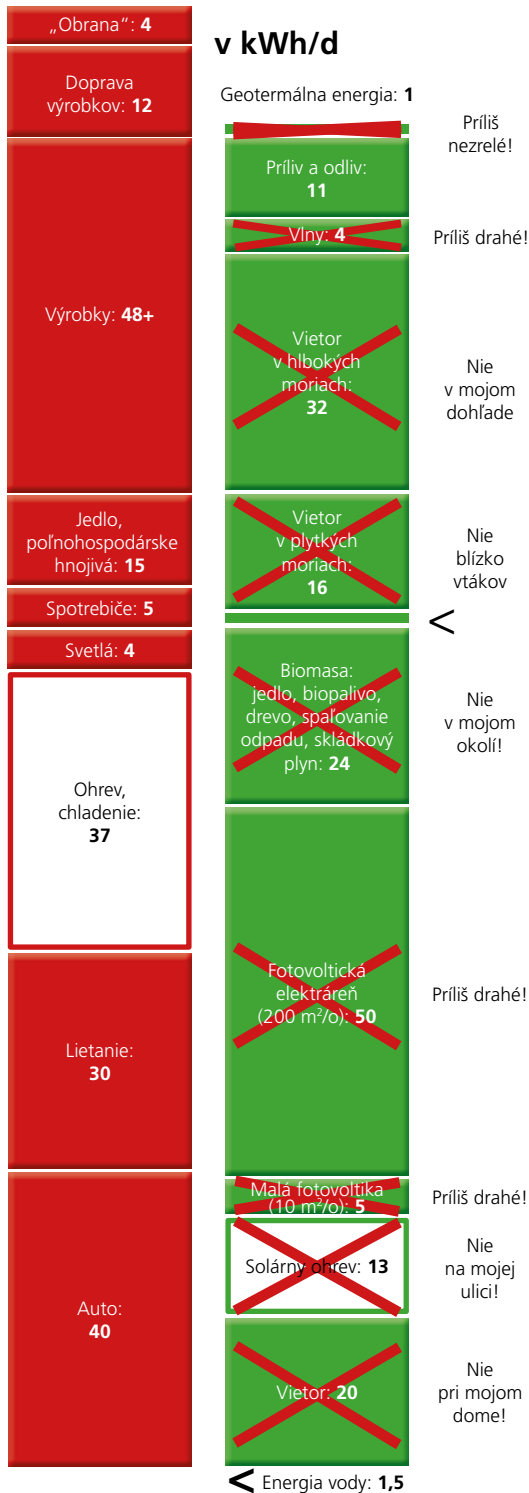 „Obrana“: 4
Doprava
výrobkov: 12
Výrobky: 48+
Jedlo,
poľnohospodárske
hnojivá: 15
Spotrebiče: 5
Svetlá: 4
Ohrev,
chladenie:
37
Lietanie:
30
Auto:
40
v kWh/d
Geotermálna energia: 1
Príliš
nezrelé!
Príliv a odliv:
11
Vlny: 4
Príliš drahé!
Vietor
v hlbokých
moriach:
32
Nie
v mojom
dohľade
Vietor
v plytkých
moriach:
16
Nie
blízko
vtákov
<
Biomasa:
jedlo, biopalivo,
drevo, spaľovanie
odpadu, skládkový
plyn: 24
Nie
v mojom
okolí!
Fotovoltická
elektráreň
(200 m²/o): 50
Príliš drahé!
Malá fotovoltika
(10 m²/o): 5
Príliš drahé!
Solárny ohrev: 13
Nie
na mojej
ulici!
Vietor: 20
Nie
pri mojom
dome!
< Energia vody: 1,5